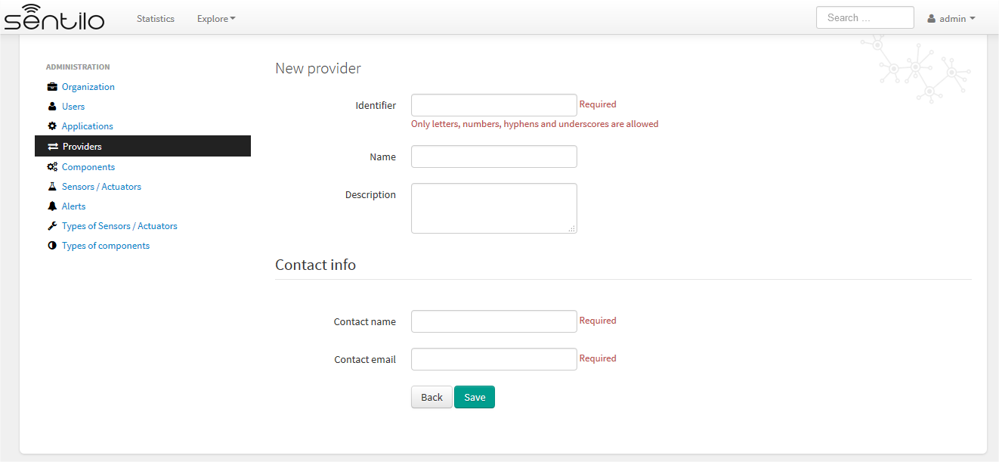 sentilo
Statistics
Explore
Search ...
admin
ADMINISTRATION
Organization
Users
Applications
Providers
Components
Sensors / Actuators
Alerts
Types of Sensors / Actuators
Types of components
New provider
Identifier
Required
Only letters, numbers, hyphens and underscores are allowed
Name
Description
Contact info
Contact name
Required
Contact email
Required
Back
Save